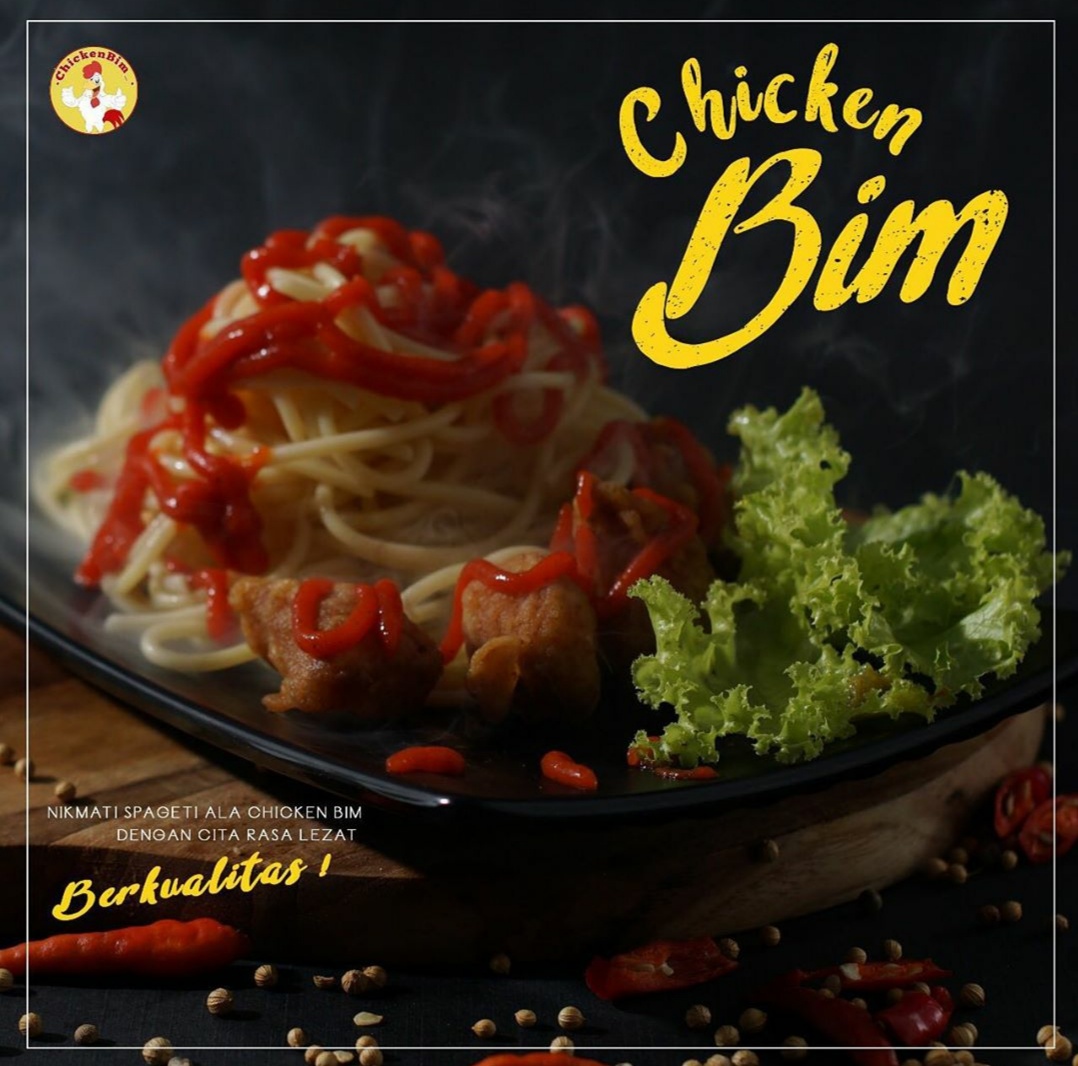 ChickenBim
Chicken
Bim
NIKMATI SPAGETI ALA CHICKEN BIM
DENGAN CITA RASA LEZAT
Berkualitas !